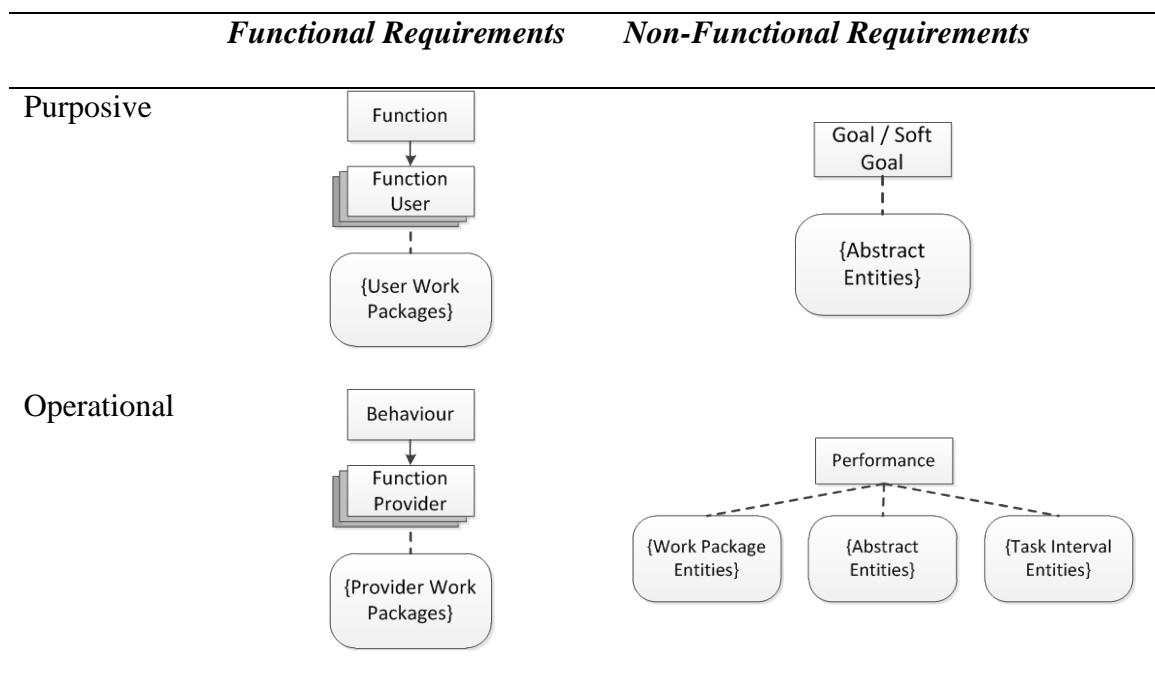 Functional Requirements Non-Functional Requirements
Purposive
Function
Function
User
{User Work
Packages}
Goal / Soft
Goal
{Abstract
Entities}
Operational
Behaviour
Function
Provider
{Provider Work
Packages}
Performance
{Work Package
Entities}
{Abstract
Entities}
{Task Interval
Entities}